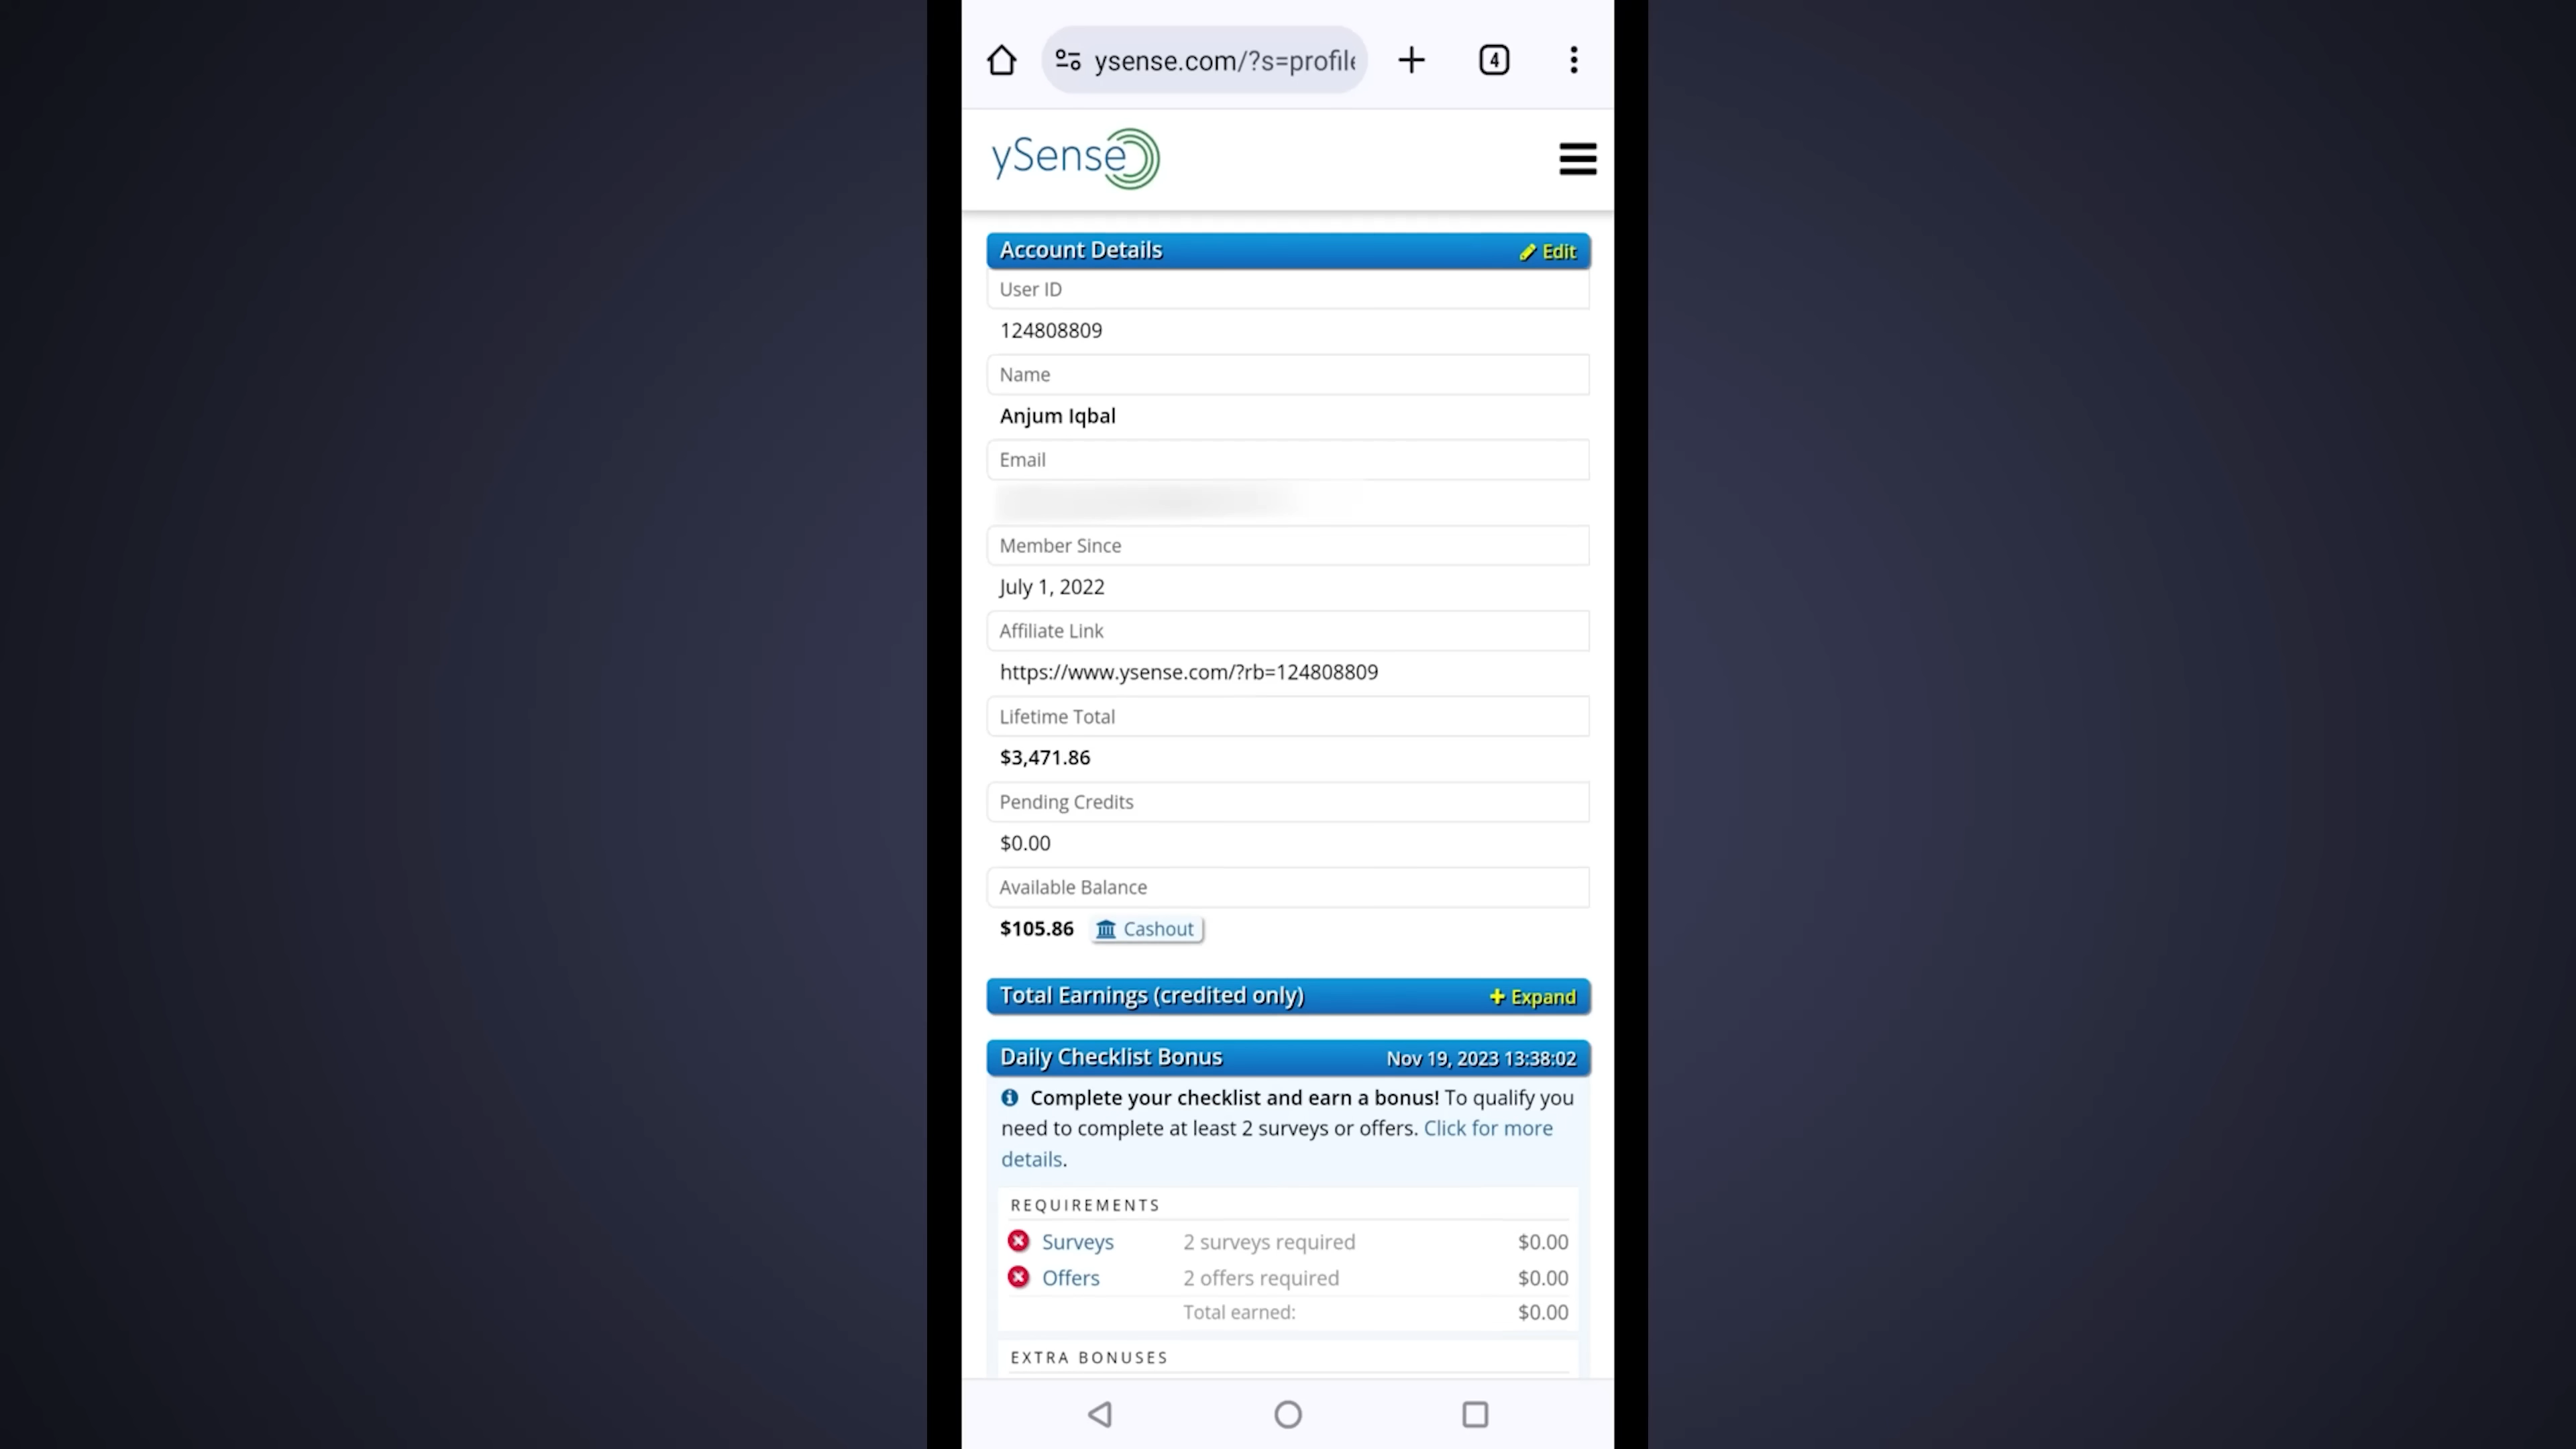 ysense.com/?s=profile
4
ySense
Account Details
Edit
User ID
124808809
Name
Anjum Iqbal
Email
Member Since
July 1, 2022
Affiliate Link
https://www.ysense.com/?rb=124808809
Lifetime Total
$3,471.86
Pending Credits
$0.00
Available Balance
$105.86 Cashout
Total Earnings (credited only)
+ Expand
Daily Checklist Bonus
Nov 19, 2023 13:38:02
Complete your checklist and earn a bonus! To qualify you
need to complete at least 2 surveys or offers. Click for more
details.
REQUIREMENTS
Surveys 2 surveys required $0.00
Offers 2 offers required $0.00
Total earned: $0.00
EXTRA BONUSES